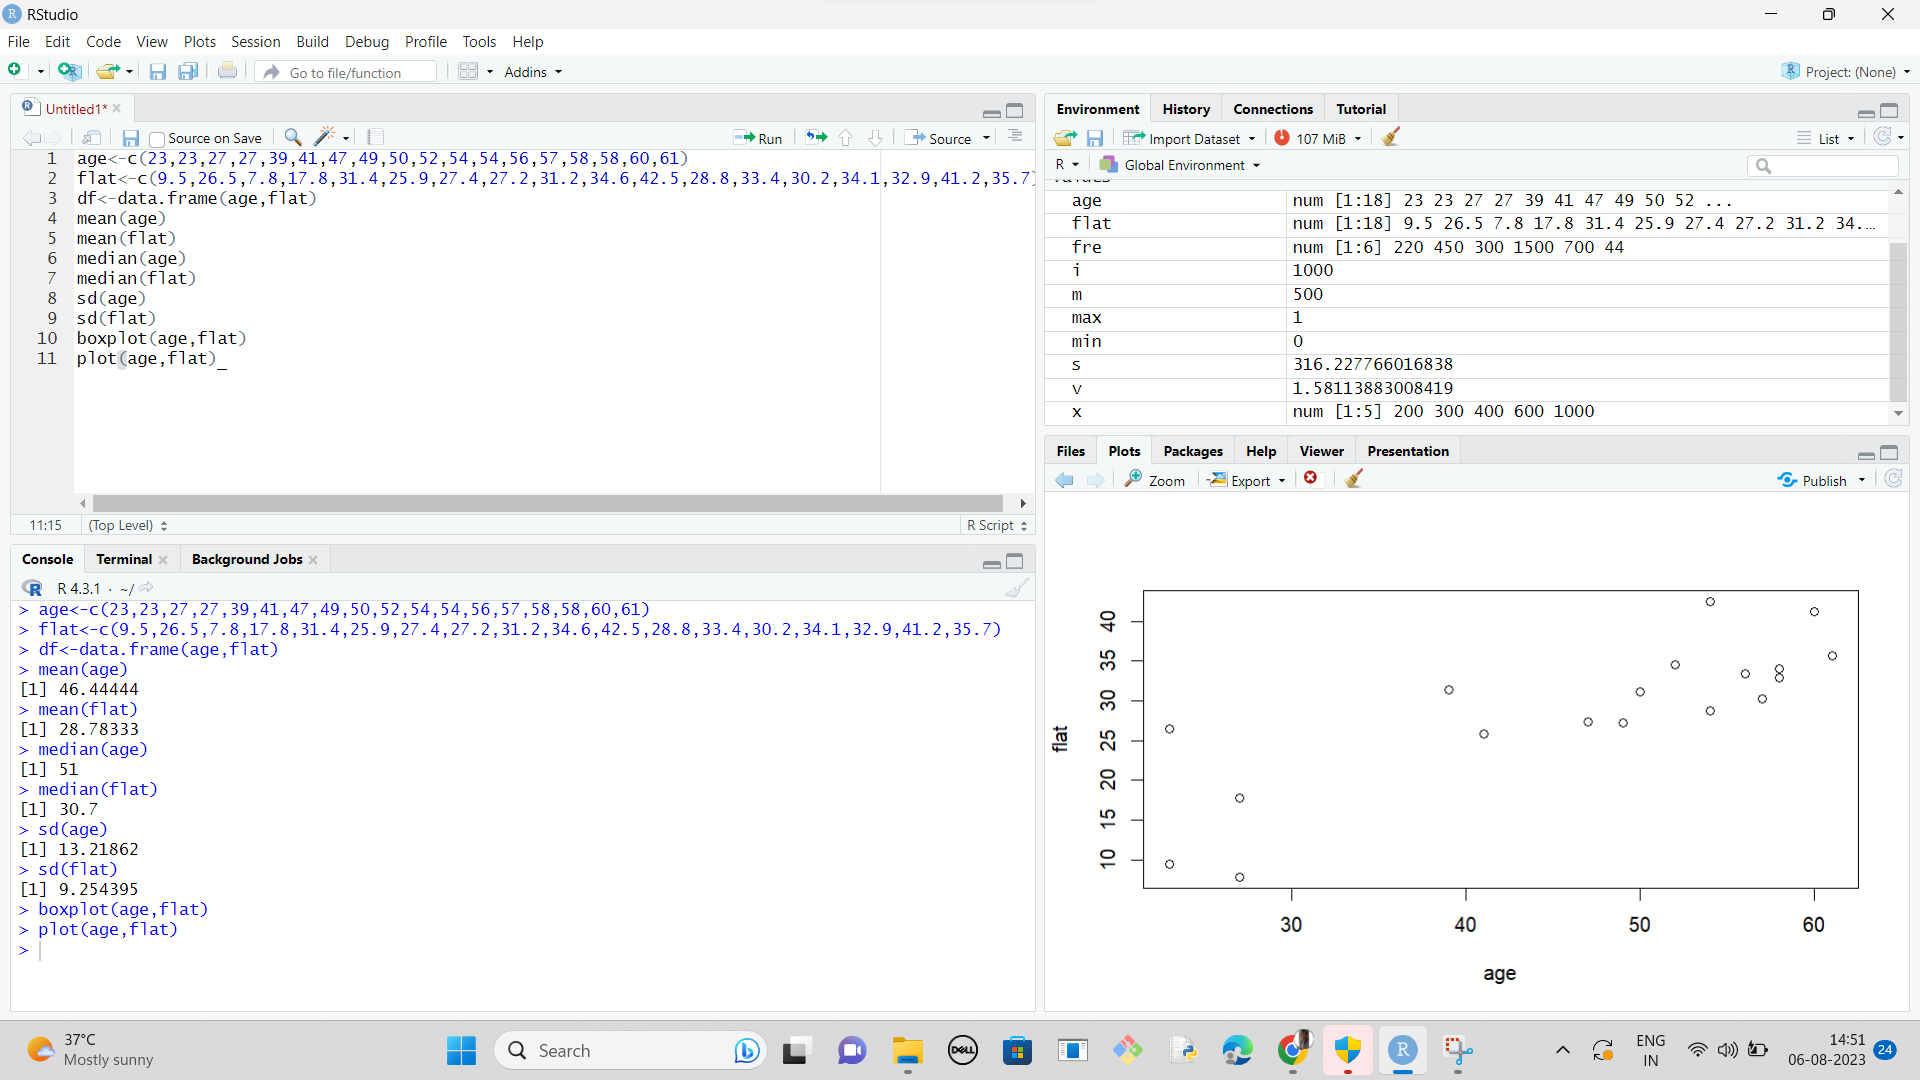 RStudio
File Edit Code View Plots Session Build Debug Profile Tools Help
Go to file/function Addins Project: (None)
Untitled1*
Source on Save Run Source
1 age<-c(23,23,27,27,39,41,47,49,50,52,54,54,56,57,58,58,60,61)
2 flat<-c(9.5,26.5,7.8,17.8,31.4,25.9,27.4,27.2,31.2,34.6,42.5,28.8,33.4,30.2,34.1,32.9,41.2,35.7)
3 df<-data.frame(age,flat)
4 mean(age)
5 mean(flat)
6 median(age)
7 median(flat)
8 sd(age)
9 sd(flat)
10 boxplot(age,flat)
11 plot(age,flat)
11:15 (Top Level) R Script
Console Terminal Background Jobs
R 4.3.1 · ~/
> age<-c(23,23,27,27,39,41,47,49,50,52,54,54,56,57,58,58,60,61)
> flat<-c(9.5,26.5,7.8,17.8,31.4,25.9,27.4,27.2,31.2,34.6,42.5,28.8,33.4,30.2,34.1,32.9,41.2,35.7)
> df<-data.frame(age,flat)
> mean(age)
[1] 46.44444
> mean(flat)
[1] 28.78333
> median(age)
[1] 51
> median(flat)
[1] 30.7
> sd(age)
[1] 13.21862
> sd(flat)
[1] 9.254395
> boxplot(age,flat)
> plot(age,flat)
>
Environment History Connections Tutorial
Import Dataset 107 MiB List
R Global Environment
age num [1:18] 23 23 27 27 39 41 47 49 50 52 ...
flat num [1:18] 9.5 26.5 7.8 17.8 31.4 25.9 27.4 27.2 31.2 34.…
fre num [1:6] 220 450 300 1500 700 44
i 1000
m 500
max 1
min 0
s 316.227766016838
v 1.58113883008419
x num [1:5] 200 300 400 600 1000
Files Plots Packages Help Viewer Presentation
Zoom Export Publish
flat
40
35
30
25
20
15
10
30 40 50 60
age
37°C
Mostly sunny
Search
DELL
R
ENG
IN
14:51
06-08-2023
24